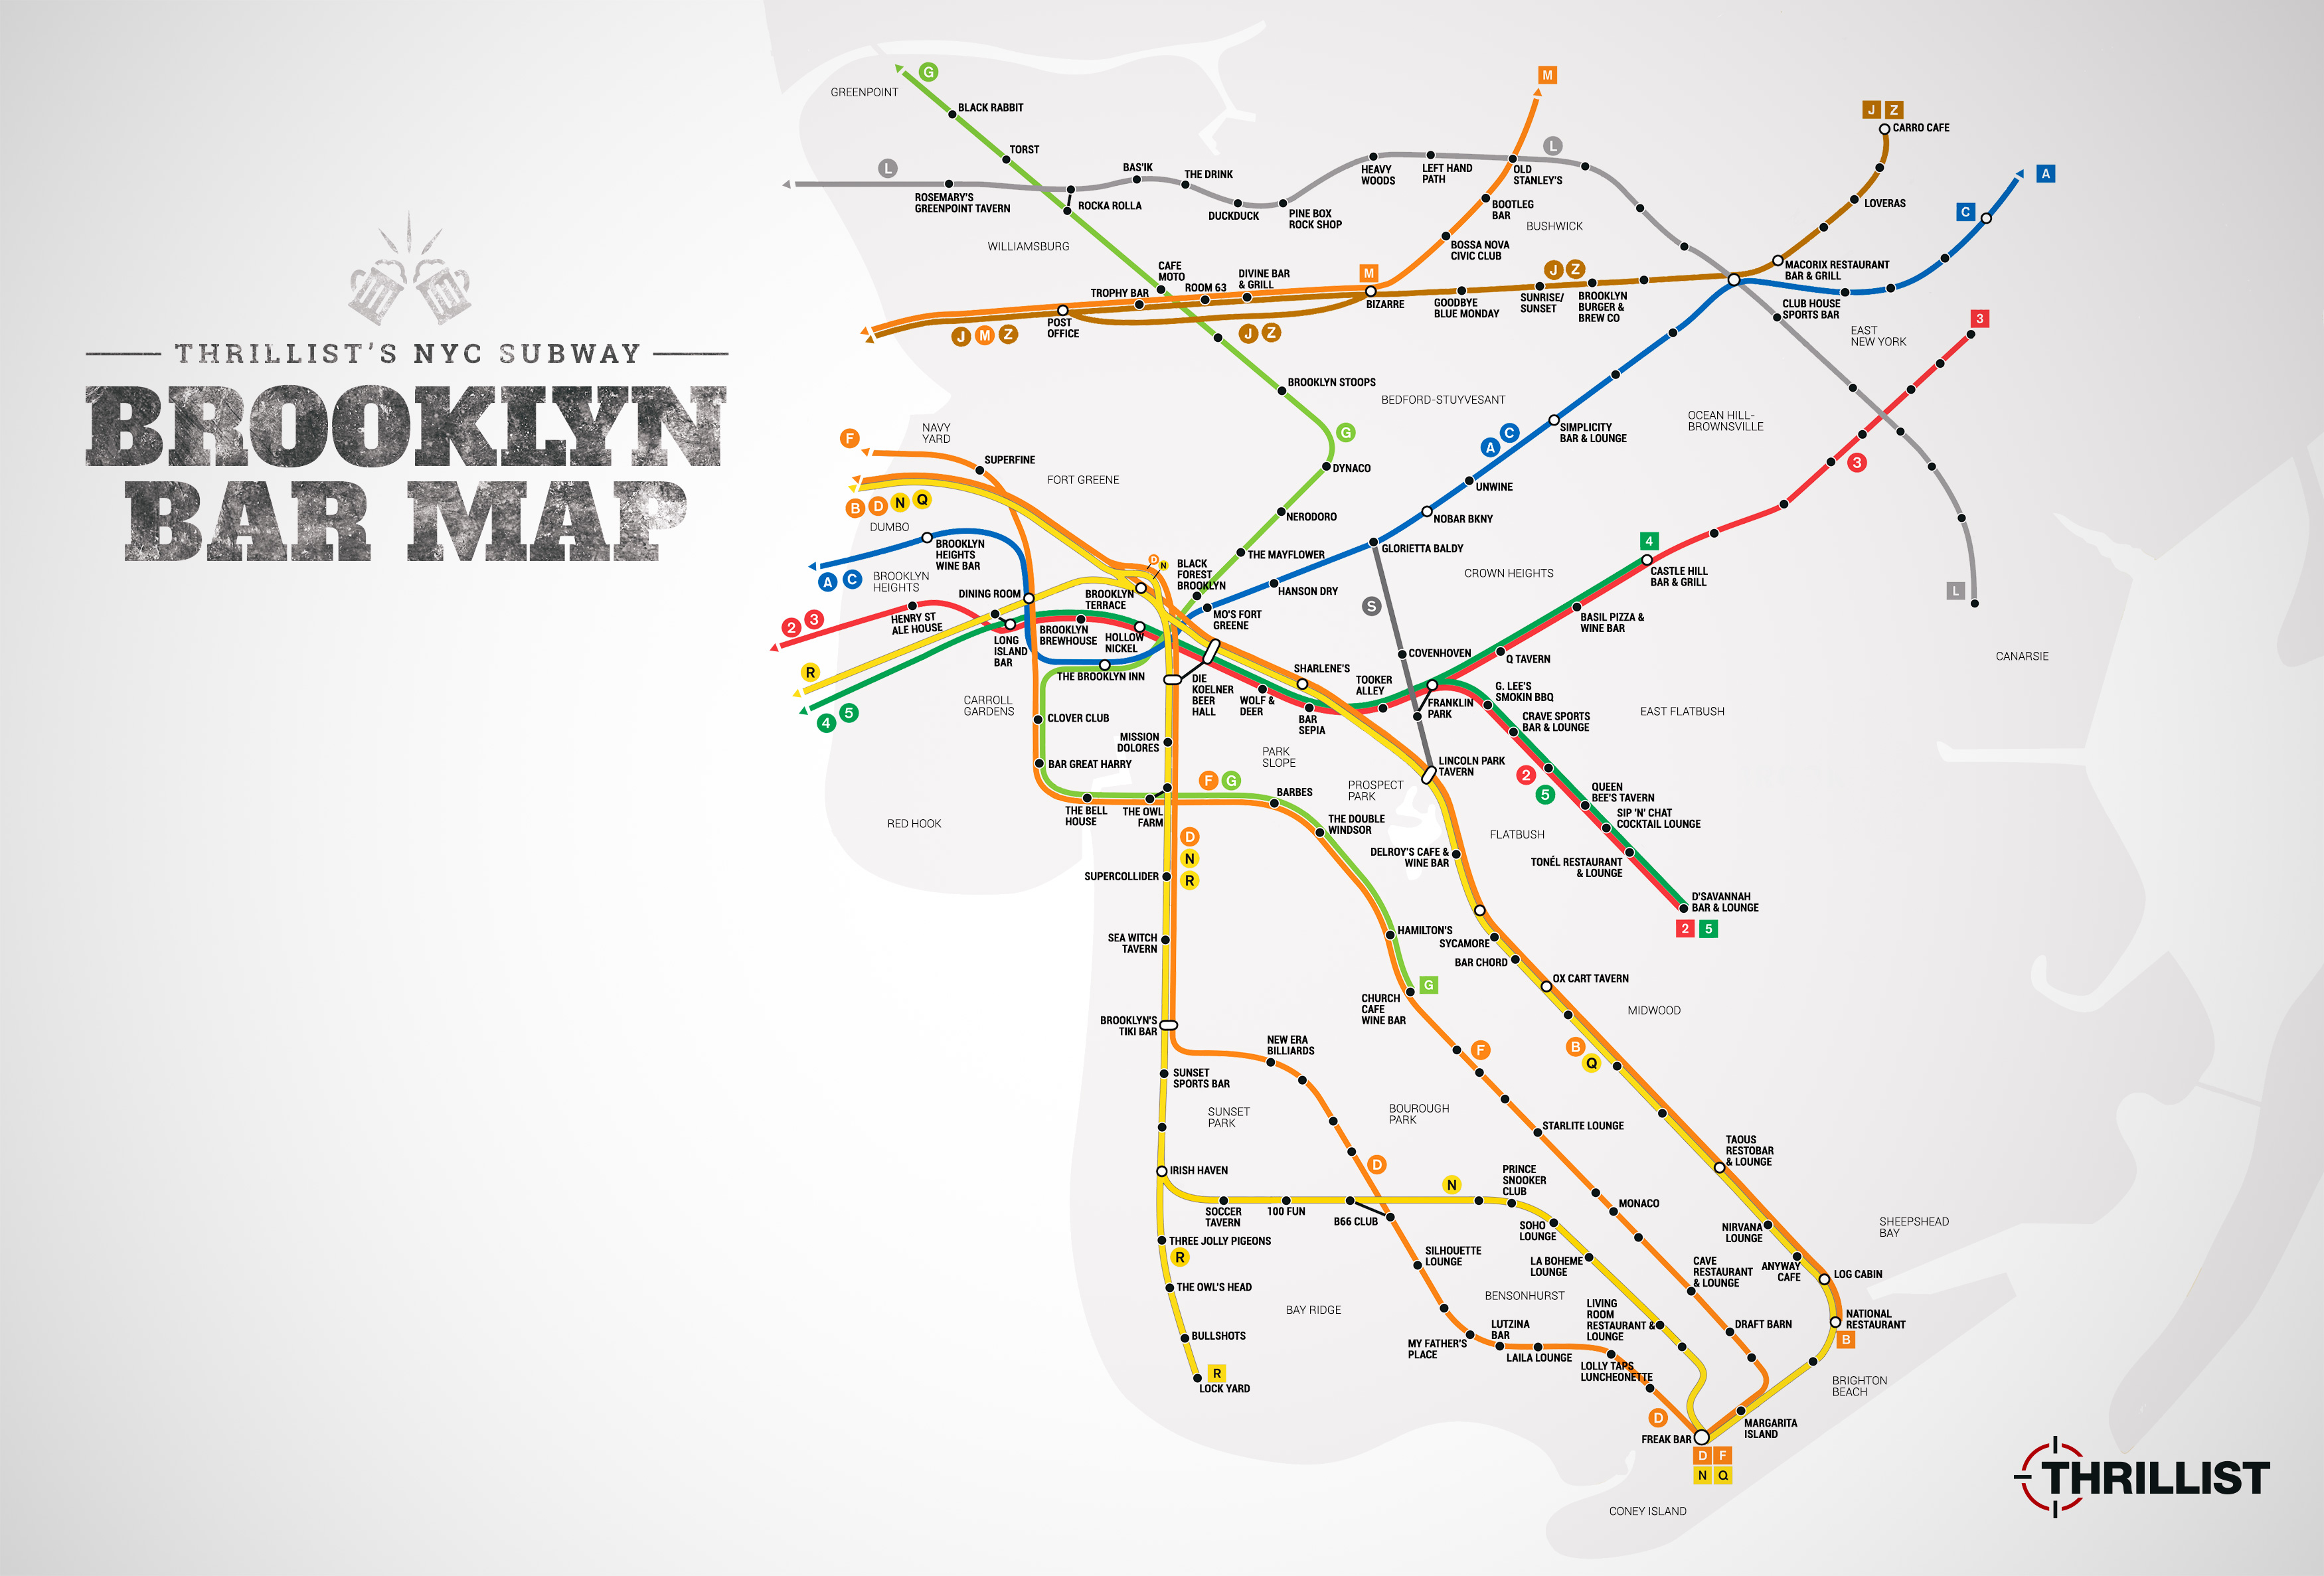 THRILLIST'S NYC SUBWAY
BROOKLYN
BAR MAP
G
GREENPOINT
BLACK RABBIT
TORST
L
ROSEMARY'S
GREENPOINT TAVERN
ROCKA ROLLA
BAS'IK
THE DRINK
DUCKDUCK
PINE BOX
ROCK SHOP
HEAVY
WOODS
LEFT HAND
PATH
OLD
STANLEY'S
L
M
BOOTLEG
BAR
BUSHWICK
BOSSA NOVA
CIVIC CLUB
WILLIAMSBURG
CAFE
MOTO
TROPHY BAR
ROOM 63
DIVINE BAR
& GRILL
M
BIZARRE
POST
OFFICE
J M Z
J Z
GOODBYE
BLUE MONDAY
J Z
SUNRISE/
SUNSET
BROOKLYN
BURGER &
BREW CO
J Z
CARRO CAFE
LOVERAS
A
C
MACORIX RESTAURANT
BAR & GRILL
CLUB HOUSE
SPORTS BAR
EAST
NEW YORK
3
BROOKLYN STOOPS
BEDFORD-STUYVESANT
OCEAN HILL-
BROWNSVILLE
G
A C
SIMPLICITY
BAR & LOUNGE
3
DYNACO
UNWINE
NERODORO
NOBAR BKNY
NAVY
YARD
F
SUPERFINE
FORT GREENE
B D N Q
DUMBO
BROOKLYN
HEIGHTS
WINE BAR
A C
BROOKLYN
HEIGHTS
THE MAYFLOWER
GLORIETTA BALDY
D
N
BLACK
FOREST
BROOKLYN
HANSON DRY
S
CROWN HEIGHTS
4
CASTLE HILL
BAR & GRILL
L
DINING ROOM
BROOKLYN
TERRACE
MO'S FORT
GREENE
2 3
HENRY ST
ALE HOUSE
LONG
ISLAND
BAR
BROOKLYN
BREWHOUSE
HOLLOW
NICKEL
BASIL PIZZA &
WINE BAR
COVENHOVEN
Q TAVERN
CANARSIE
R
4 5
THE BROOKLYN INN
DIE
KOELNER
BEER
HALL
WOLF &
DEER
SHARLENE'S
BAR
SEPIA
TOOKER
ALLEY
FRANKLIN
PARK
G. LEE'S
SMOKIN BBQ
CRAVE SPORTS
BAR & LOUNGE
EAST FLATBUSH
CARROLL
GARDENS
CLOVER CLUB
MISSION
DOLORES
PARK
SLOPE
LINCOLN PARK
TAVERN
2
5
BAR GREAT HARRY
F G
BARBES
PROSPECT
PARK
QUEEN
BEE'S TAVERN
SIP 'N' CHAT
COCKTAIL LOUNGE
RED HOOK
THE BELL
HOUSE
THE OWL
FARM
THE DOUBLE
WINDSOR
FLATBUSH
D
N
R
DELROY'S CAFE &
WINE BAR
TONÉL RESTAURANT
& LOUNGE
SUPERCOLLIDER
D'SAVANNAH
BAR & LOUNGE
2 5
SEA WITCH
TAVERN
HAMILTON'S
SYCAMORE
BAR CHORD
OX CART TAVERN
G
CHURCH
CAFE
WINE BAR
MIDWOOD
BROOKLYN'S
TIKI BAR
NEW ERA
BILLIARDS
F
B
Q
SUNSET
SPORTS BAR
SUNSET
PARK
BOUROUGH
PARK
STARLITE LOUNGE
TAOUS
RESTOBAR
& LOUNGE
IRISH HAVEN
D
N
PRINCE
SNOOKER
CLUB
SOCCER
TAVERN
100 FUN
B66 CLUB
MONACO
SOHO
LOUNGE
NIRVANA
LOUNGE
SHEEPSHEAD
BAY
THREE JOLLY PIGEONS
R
SILHOUETTE
LOUNGE
LA BOHEME
LOUNGE
CAVE
RESTAURANT
& LOUNGE
ANYWAY
CAFE
LOG CABIN
THE OWL'S HEAD
BAY RIDGE
BENSONHURST
LIVING
ROOM
RESTAURANT &
LOUNGE
DRAFT BARN
NATIONAL
RESTAURANT
B
BULLSHOTS
MY FATHER'S
PLACE
LUTZINA
BAR
LAILA LOUNGE
LOLLY TAPS
LUNCHEONETTE
R
LOCK YARD
BRIGHTON
BEACH
D
FREAK BAR
MARGARITA
ISLAND
D F
N Q
CONEY ISLAND
THRILLIST